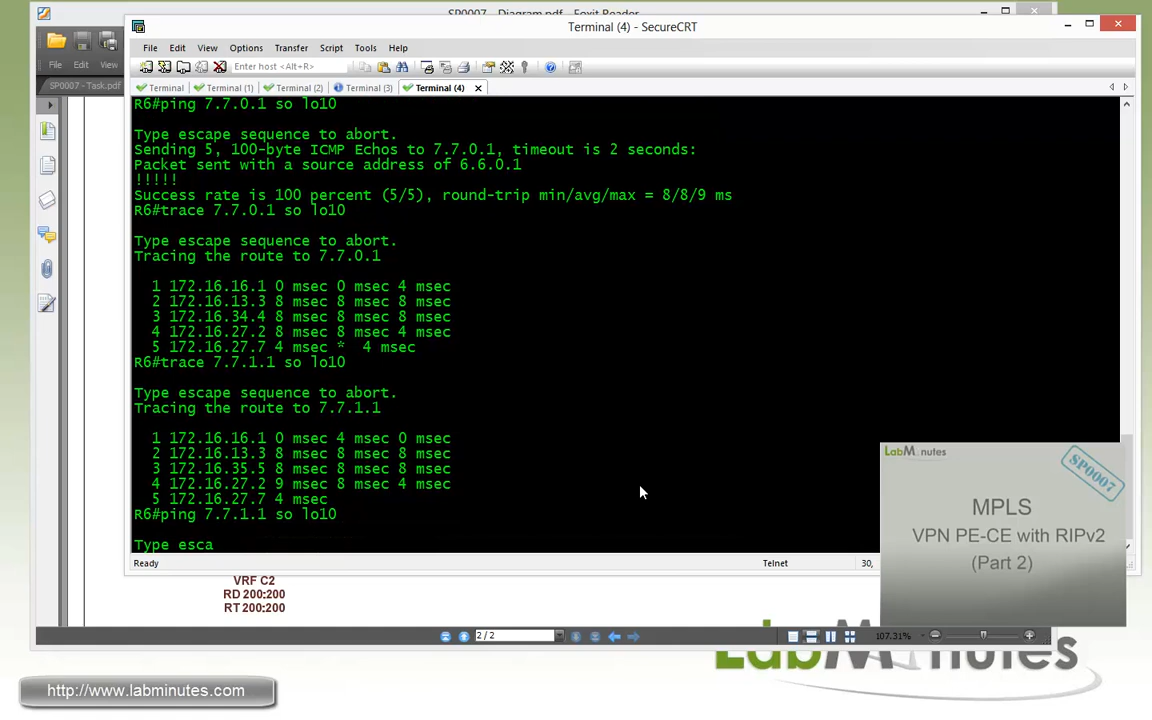 SP0007 - Diagram.pdf - Foxit Reader
Terminal (4) - SecureCRT
File Edit View Options Transfer Script Tools Help
Enter host <Alt+R>
File Edit View
SP0007 - Task.pdf
Terminal Terminal (1) Terminal (2) Terminal (3) Terminal (4)
R6#ping 7.7.0.1 so lo10
Type escape sequence to abort.
Sending 5, 100-byte ICMP Echos to 7.7.0.1, timeout is 2 seconds:
Packet sent with a source address of 6.6.0.1
!!!!!
Success rate is 100 percent (5/5), round-trip min/avg/max = 8/8/9 ms
R6#trace 7.7.0.1 so lo10
Type escape sequence to abort.
Tracing the route to 7.7.0.1
1 172.16.16.1 0 msec 0 msec 4 msec
2 172.16.13.3 8 msec 8 msec 8 msec
3 172.16.34.4 8 msec 8 msec 8 msec
4 172.16.27.2 8 msec 8 msec 4 msec
5 172.16.27.7 4 msec * 4 msec
R6#trace 7.7.1.1 so lo10
Type escape sequence to abort.
Tracing the route to 7.7.1.1
1 172.16.16.1 0 msec 4 msec 0 msec
2 172.16.13.3 8 msec 8 msec 8 msec
3 172.16.35.5 8 msec 8 msec 8 msec
4 172.16.27.2 9 msec 8 msec 4 msec
5 172.16.27.7 4 msec
R6#ping 7.7.1.1 so lo10
Type esca
Ready Telnet 30,
LabM nutes
SP0007
MPLS
VPN PE-CE with RIPv2
(Part 2)
VRF C2
RD 200:200
RT 200:200
2 / 2
107.31%
LabM nutes
http://www.labminutes.com